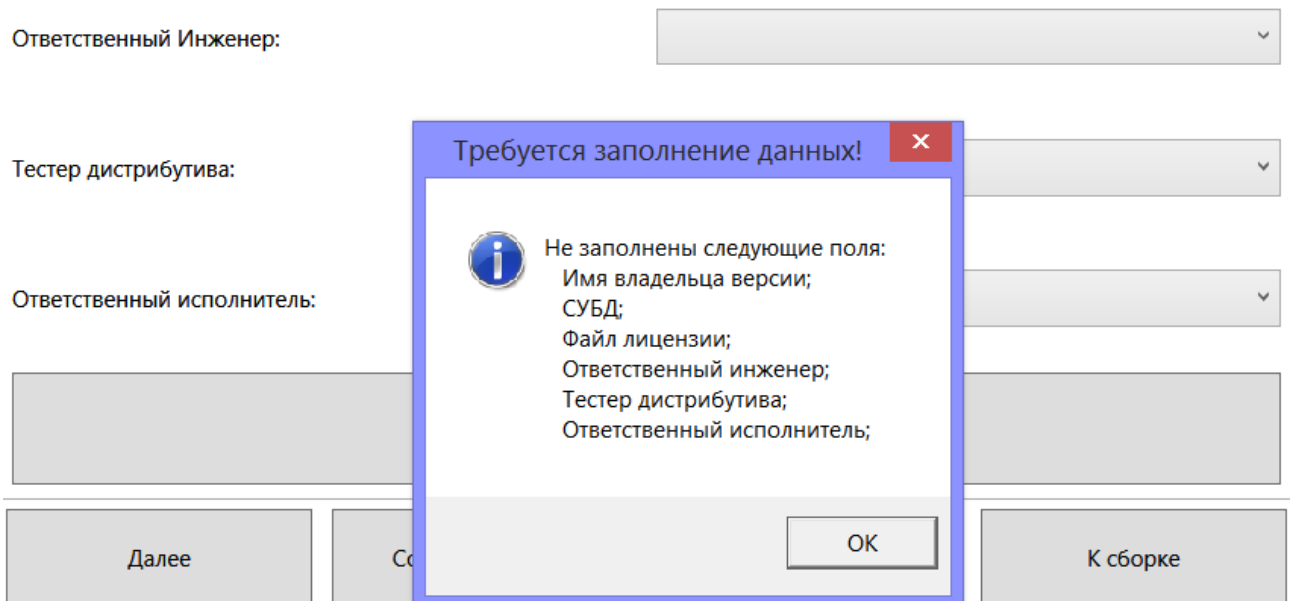 Ответственный Инженер:
Требуется заполнение данных!
Тестер дистрибутива:
Не заполнены следующие поля:
Имя владельца версии;
СУБД;
Файл лицензии;
Ответственный инженер;
Тестер дистрибутива;
Ответственный исполнитель;
Ответственный исполнитель:
OK
Далее
К сборке